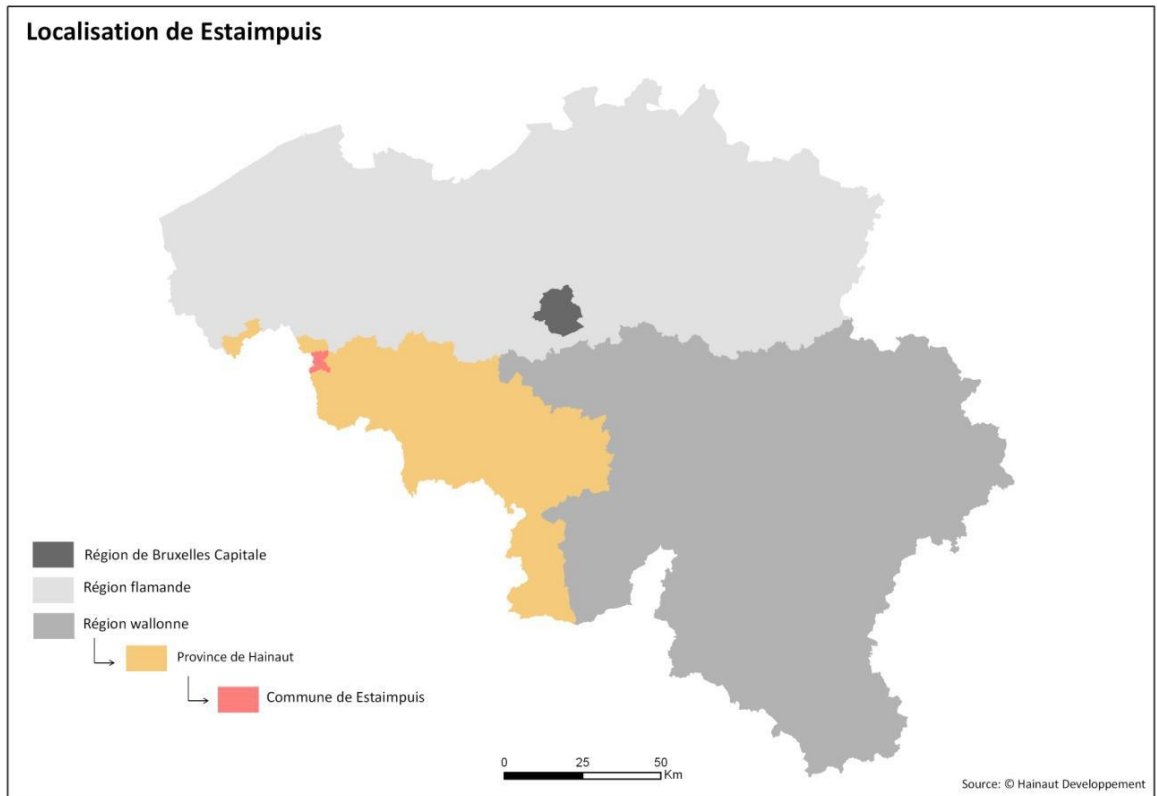 Localisation de Estaimpuis
Région de Bruxelles Capitale
Région flamande
Région wallonne
Province de Hainaut
Commune de Estaimpuis
0 25 50
Km
Source: © Hainaut Developpement